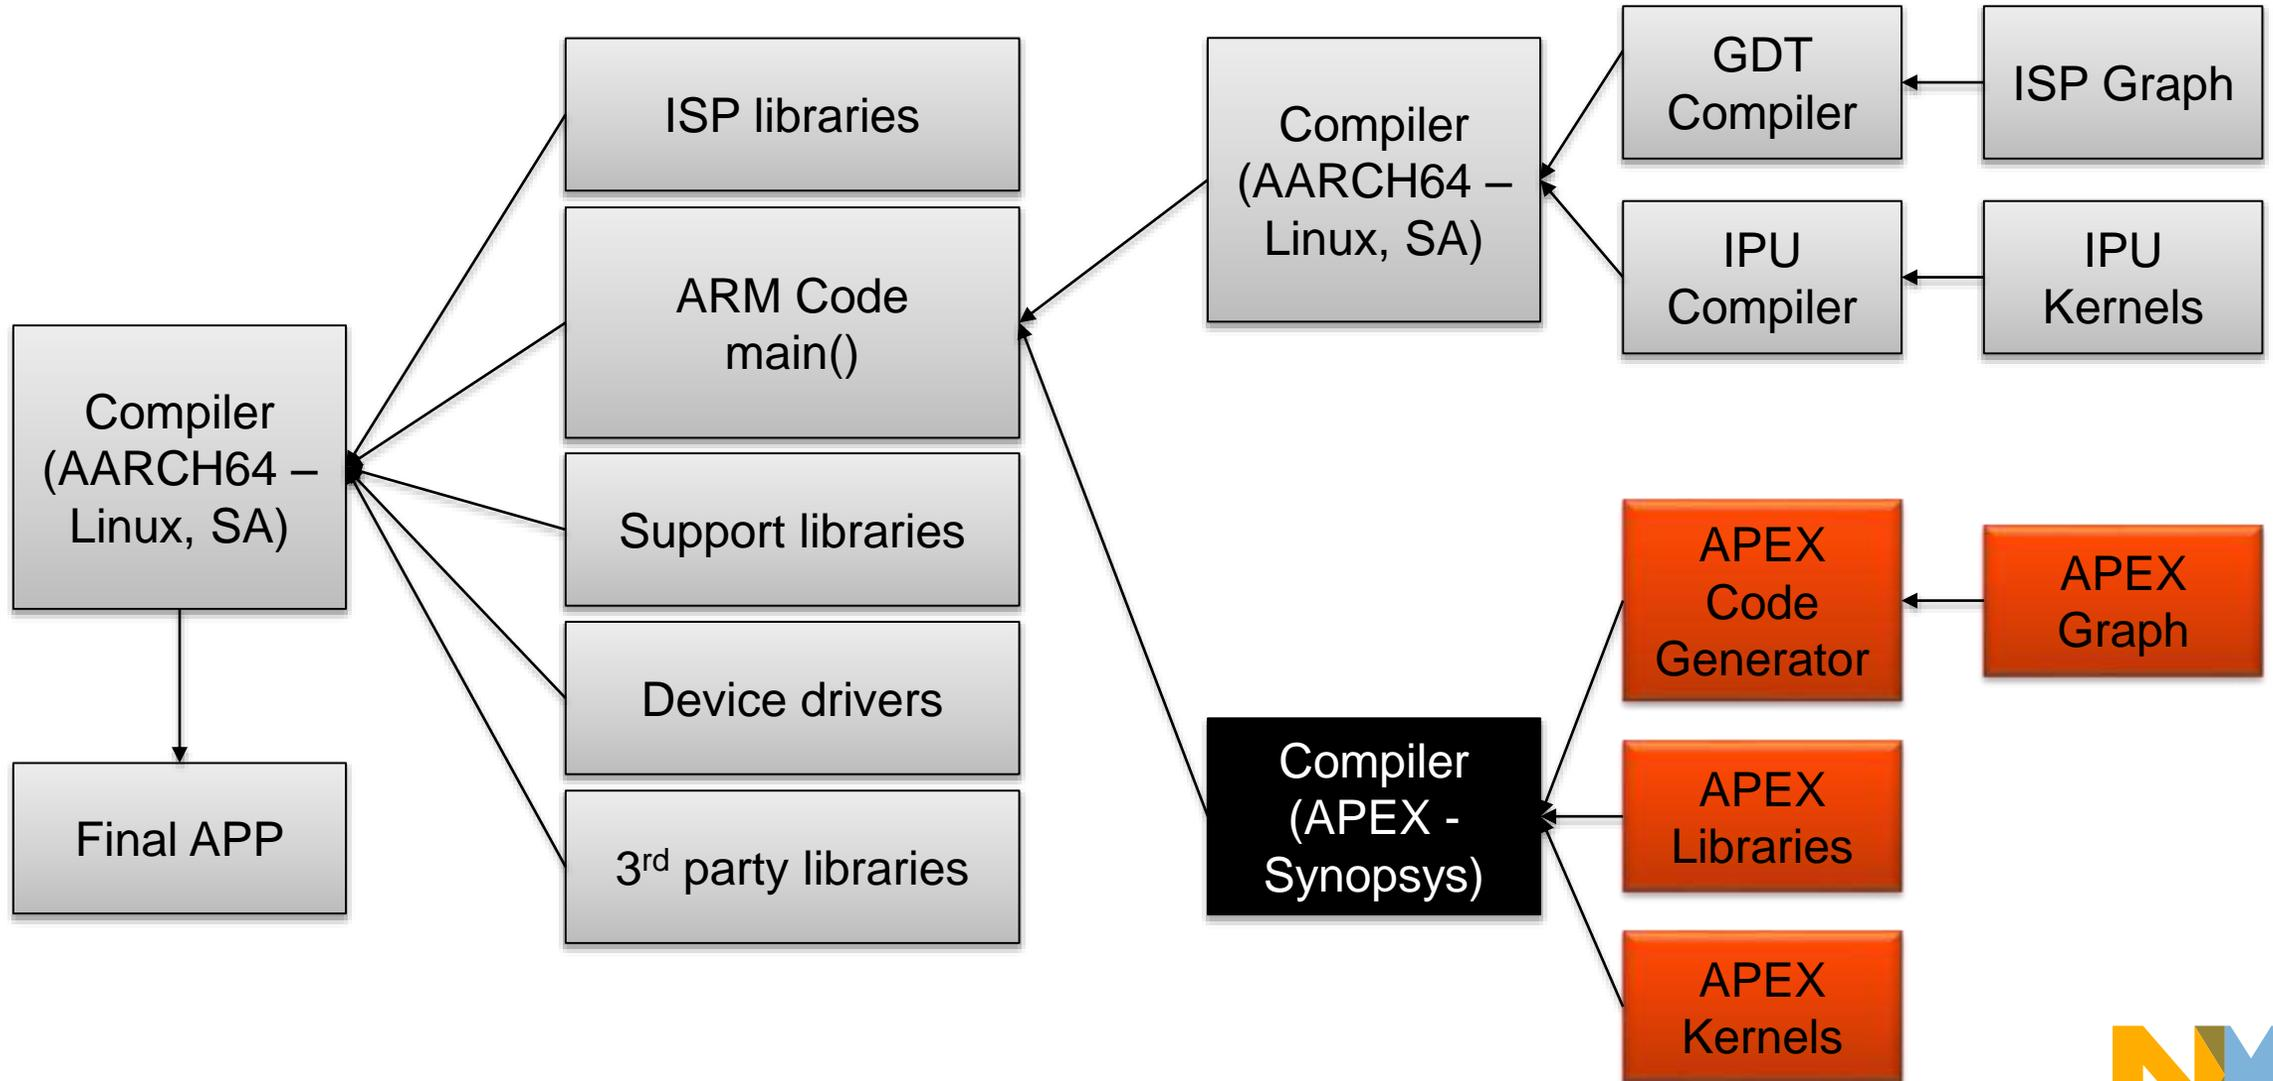 ISP libraries
ARM Code
main()
Support libraries
Device drivers
3rd party libraries
Compiler
(AARCH64 –
Linux, SA)
Final APP
Compiler
(AARCH64 –
Linux, SA)
GDT
Compiler
ISP Graph
IPU
Compiler
IPU
Kernels
Compiler
(APEX -
Synopsys)
APEX
Code
Generator
APEX
Graph
APEX
Libraries
APEX
Kernels